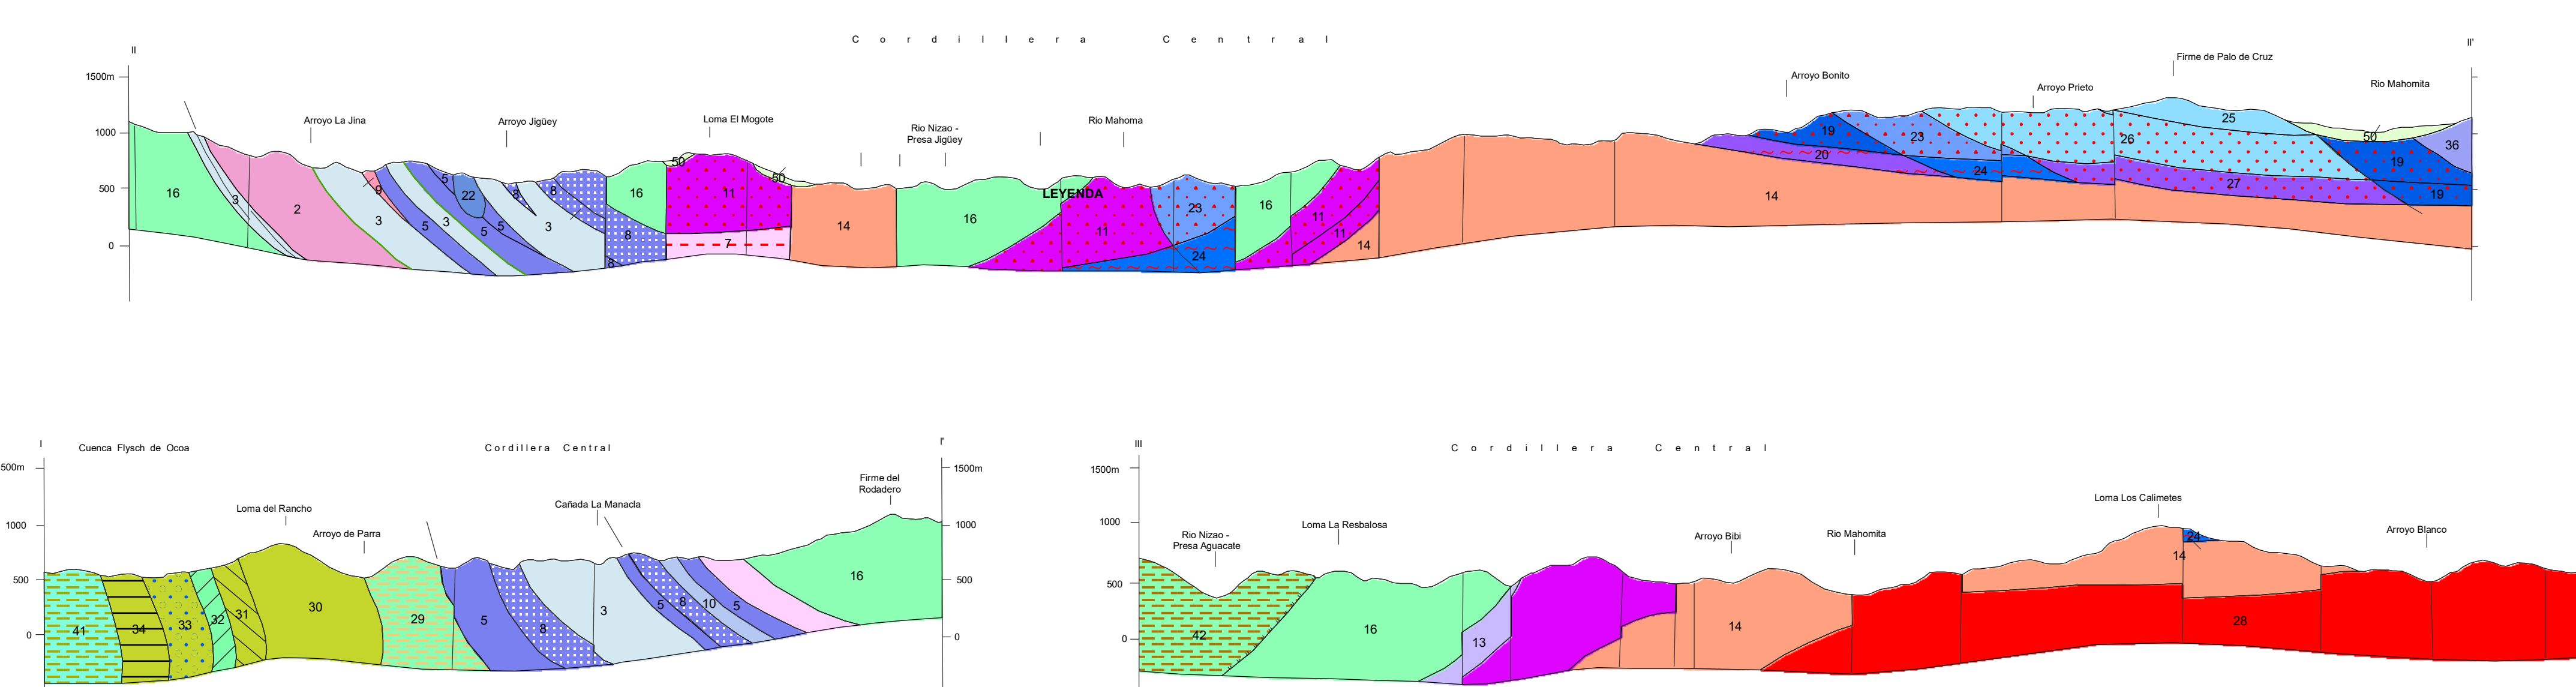 C o r d i l l e r a C e n t r a l
II
II'
Firme de Palo de Cruz
1500m
Arroyo Bonito
Rio Mahomita
Arroyo Prieto
Arroyo La Jina
Arroyo Jigüey
Loma El Mogote
Rio Nizao -
Presa Jigüey
Rio Mahoma
1000
500
0
LEYENDA
16
3
2
3
9
5
3
5
5
22
5
8
3
8
8
8
16
50
11
7
50
14
16
11
23
24
16
11
11
14
14
19
20
23
24
26
25
27
50
19
19
36
I
Cuenca Flysch de Ocoa
Cordillera Central
I'
500m
1500m
Loma del Rancho
Arroyo de Parra
Cañada La Manacla
Firme del
Rodadero
1000
1000
500
500
0
0
41
34
33
32
31
30
29
5
8
3
5
8
10
5
16
III
C o r d i l l e r a C e n t r a l
1500m
1000
500
0
Rio Nizao -
Presa Aguacate
Loma La Resbalosa
Arroyo Bibi
Rio Mahomita
Loma Los Calimetes
Arroyo Blanco
42
16
13
14
14
24
28